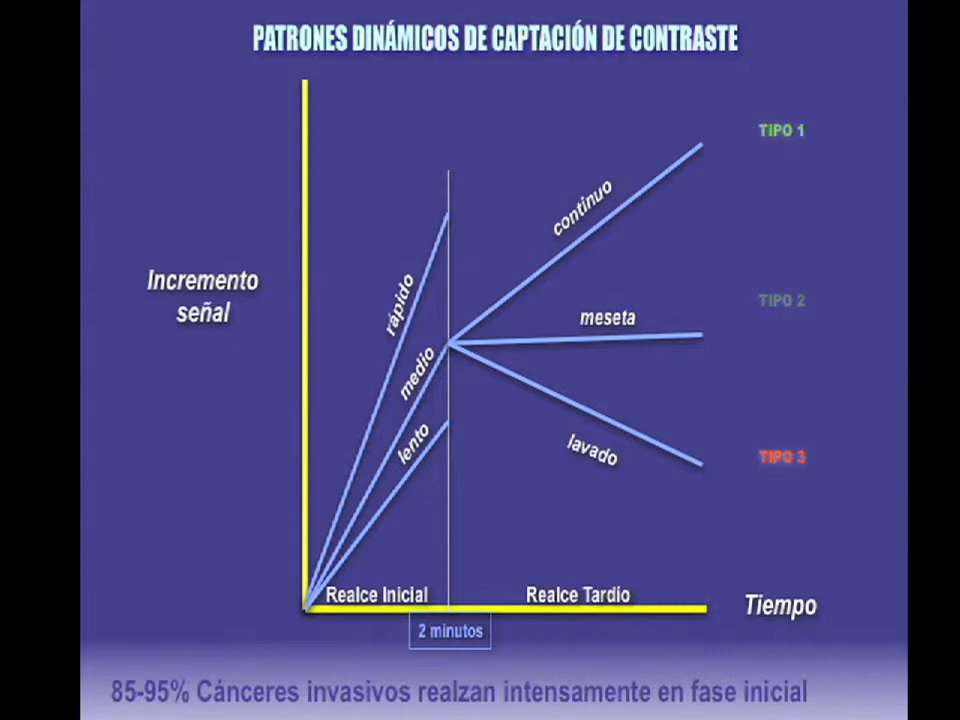 PATRONES DINÁMICOS DE CAPTACIÓN DE CONTRASTE
TIPO 1
continuo
Incremento
señal
rápido
TIPO 2
meseta
medio
lento
lavado
TIPO 3
Realce Inicial
Realce Tardio
Tiempo
2 minutos
85-95% Cánceres invasivos realzan intensamente en fase inicial